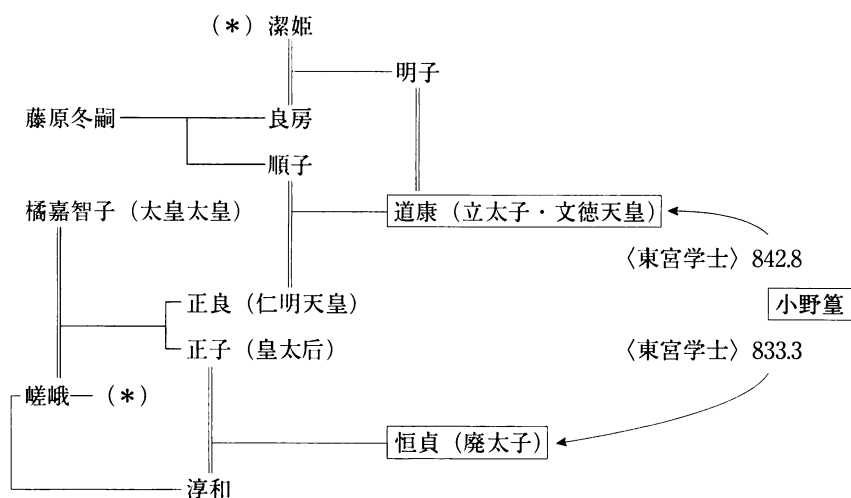 (*) 潔姫
明子
藤原冬嗣 良房
順子
橘嘉智子(太皇太皇) 道康(立太子・文徳天皇)
〈東宮学士〉842.8
正良(仁明天皇) 小野篁
正子(皇太后) 〈東宮学士〉833.3
嵯峨―(*)
恒貞(廃太子)
淳和